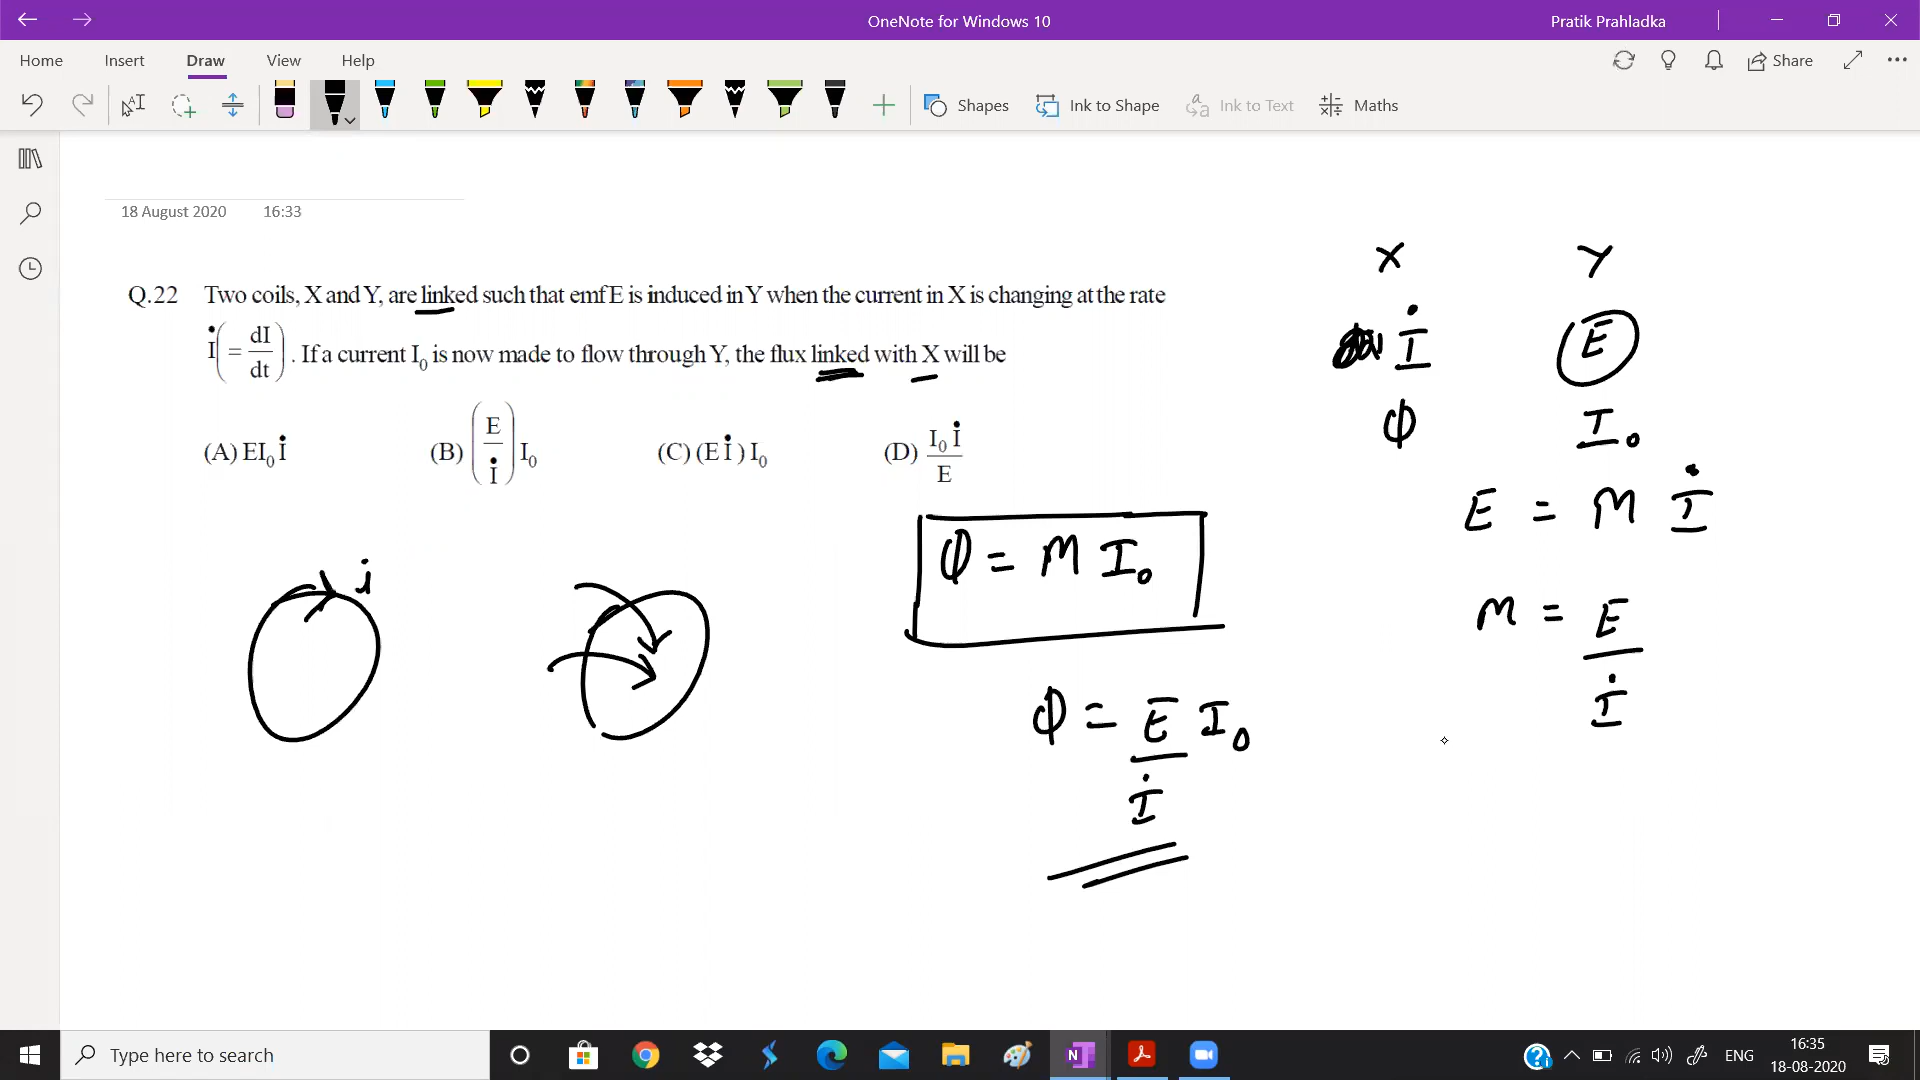 OneNote for Windows 10
Pratik Prahladka
Home Insert Draw View Help
Share
Shapes Ink to Shape Ink to Text Maths
18 August 2020 16:33
Q.22 Two coils, X and Y, are linked such that emf E is induced in Y when the current in X is changing at the rate
İ( = dI/dt ) . If a current I₀ is now made to flow through Y, the flux linked with X will be
(A) EI₀İ (B) (E/İ) I₀ (C) (Eİ) I₀ (D) I₀İ/E
X Y
İ E
ϕ I₀
E = M İ
M = E/İ
i
ϕ = M I₀
ϕ = E/İ I₀
Type here to search
ENG
16:35
18-08-2020